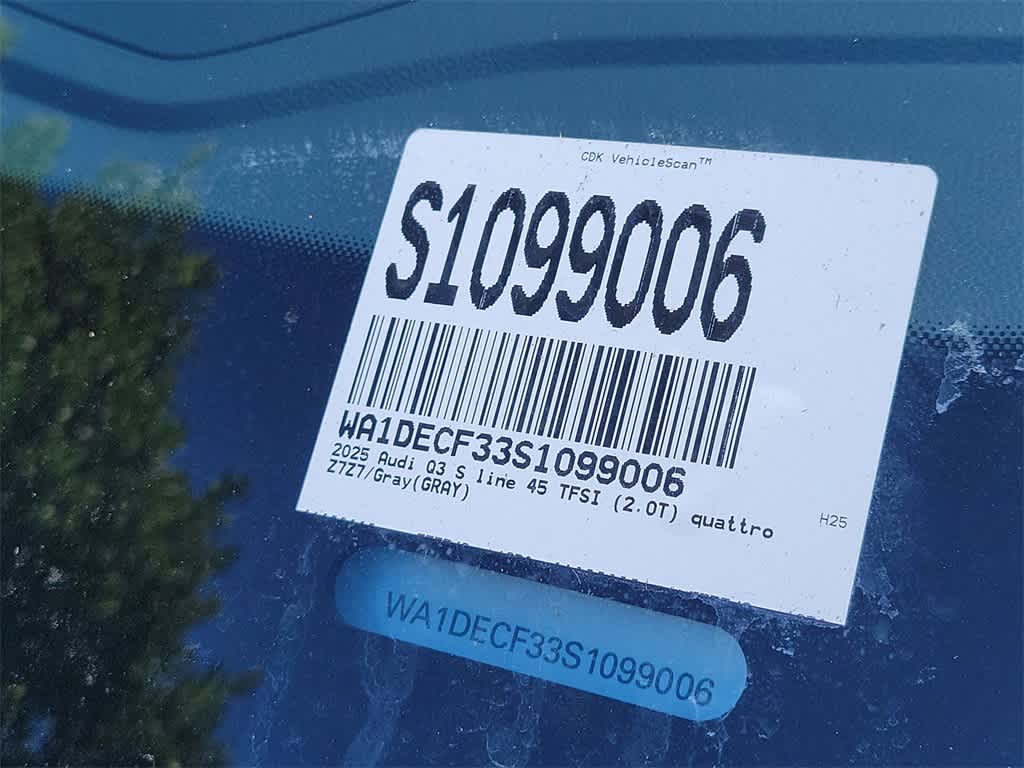 CDK VehicleScan™
S1099006
WA1DECF33S1099006
2025 Audi Q3 S line 45 TFSI (2.0T) quattro
Z7Z7/Gray(GRAY)
H25
WA1DECF33S1099006